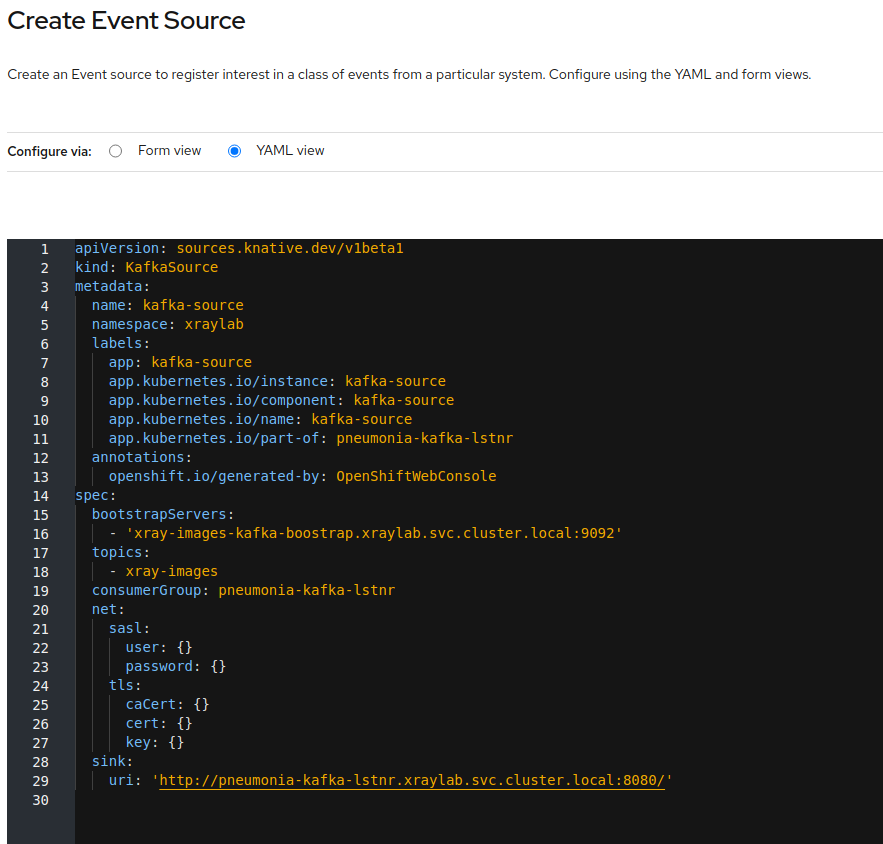 Create Event Source
Create an Event source to register interest in a class of events from a particular system. Configure using the YAML and form views.
Configure via: Form view YAML view
1 apiVersion: sources.knative.dev/v1beta1
2 kind: KafkaSource
3 metadata:
4   name: kafka-source
5   namespace: xraylab
6   labels:
7     app: kafka-source
8     app.kubernetes.io/instance: kafka-source
9     app.kubernetes.io/component: kafka-source
10     app.kubernetes.io/name: kafka-source
11     app.kubernetes.io/part-of: pneumonia-kafka-lstnr
12   annotations:
13     openshift.io/generated-by: OpenShiftWebConsole
14 spec:
15   bootstrapServers:
16     - 'xray-images-kafka-boostrap.xraylab.svc.cluster.local:9092'
17   topics:
18     - xray-images
19   consumerGroup: pneumonia-kafka-lstnr
20   net:
21     sasl:
22       user: {}
23       password: {}
24     tls:
25       caCert: {}
26       cert: {}
27       key: {}
28   sink:
29     uri: 'http://pneumonia-kafka-lstnr.xraylab.svc.cluster.local:8080/'
30